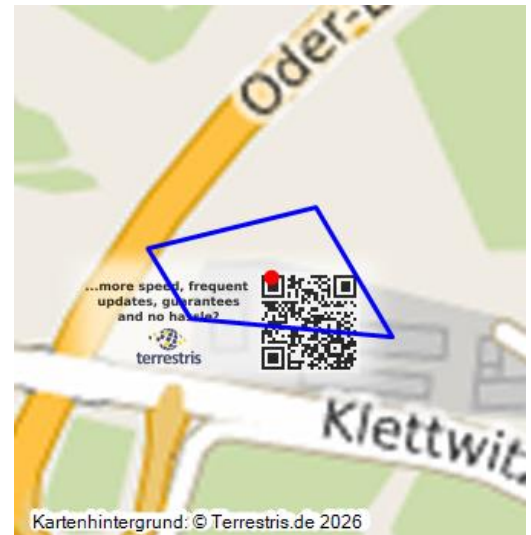 Oder-
...more speed, frequent
updates, guarantees
and no hassle?
terrestris
Klettwitz
Kartenhintergrund: © Terrestris.de 2026